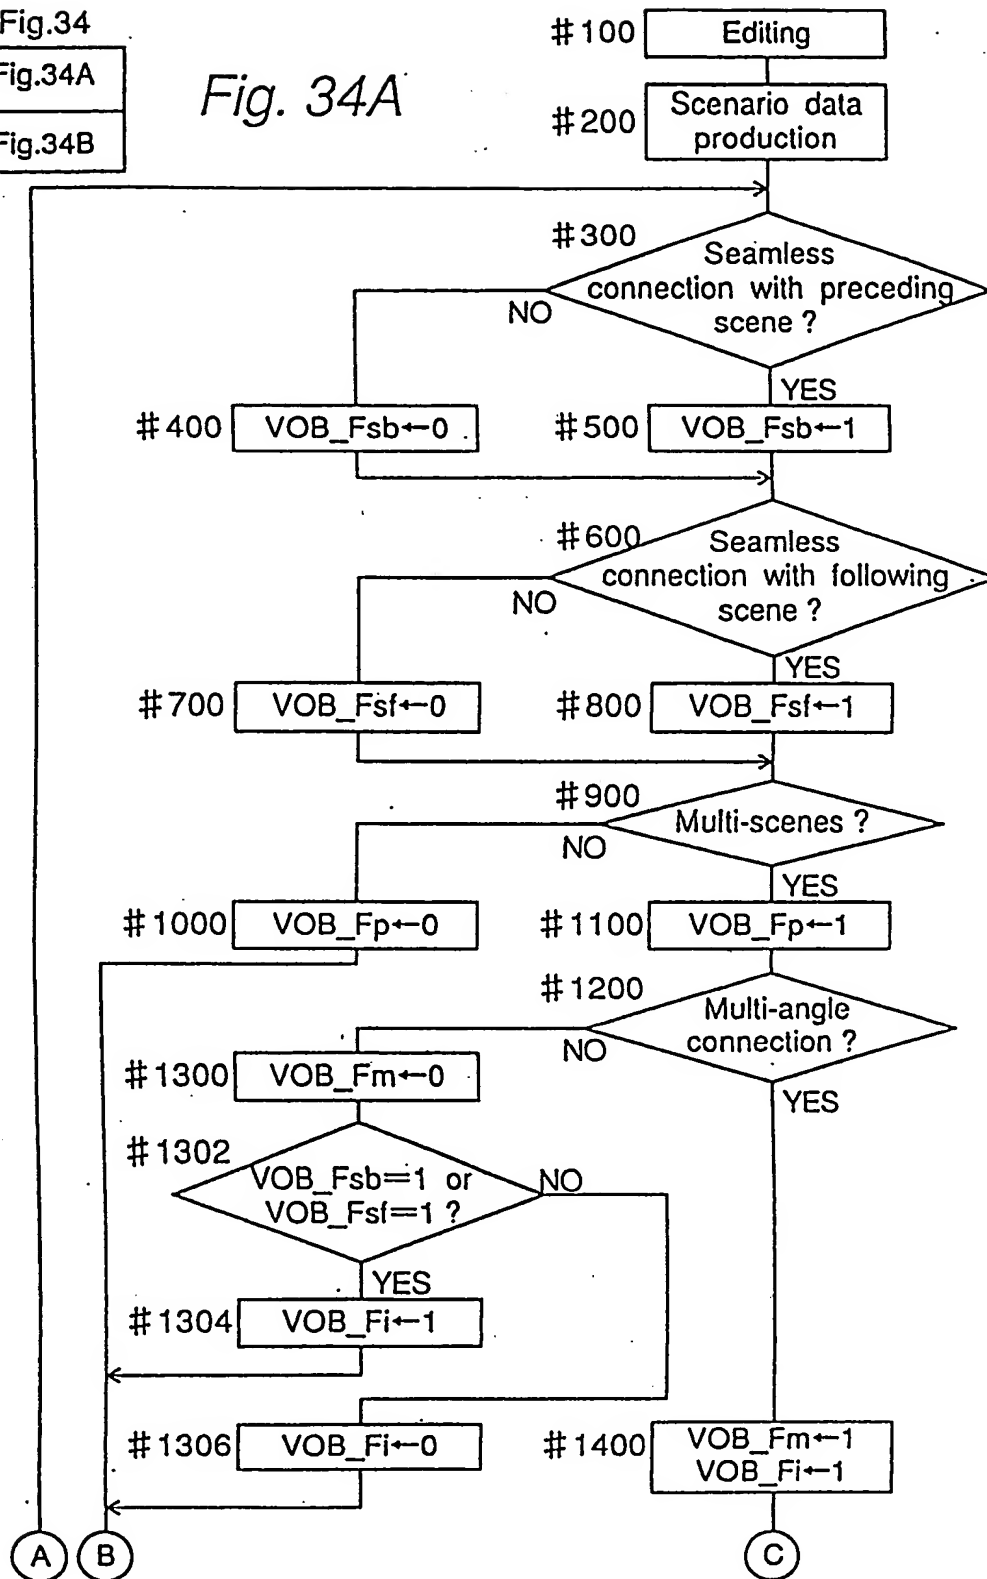 Fig.34
Fig.34A
Fig.34B
Fig. 34A
#100 Editing
#200 Scenario data
production
#300 Seamless
connection with preceding
scene ?
NO
YES
#400 VOB_Fsb←0
#500 VOB_Fsb←1
#600 Seamless
connection with following
scene ?
NO
YES
#700 VOB_Fsf←0
#800 VOB_Fsf←1
#900 Multi-scenes ?
NO
YES
#1000 VOB_Fp←0
#1100 VOB_Fp←1
#1200 Multi-angle
connection ?
NO
YES
#1300 VOB_Fm←0
#1302 VOB_Fsb=1 or
VOB_Fsf=1 ?
NO
YES
#1304 VOB_Fi←1
#1306 VOB_Fi←0
#1400 VOB_Fm←1
VOB_Fi←1
A B C